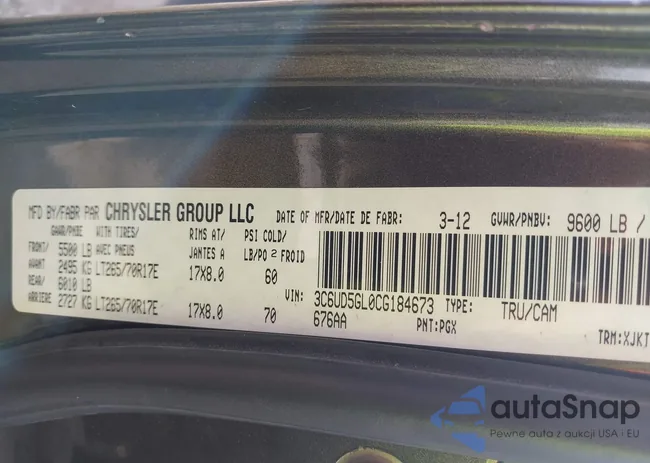 MFD BY/FABR PAR CHRYSLER GROUP LLC DATE OF MFR/DATE DE FABR: 3-12 GVWR/PNBV: 9600 LB /
GAWR/PNBE WITH TIRES/ RIMS AT/ PSI COLD/
FRONT/ 5500 LB AVEC PNEUS JANTES A LB/PO2 FROID
AVANT 2495 KG LT265/70R17E 17X8.0 60
REAR/ 6010 LB VIN: 3C6UD5GL0CG184673 TYPE: TRU/CAM
ARRIERE 2727 KG LT265/70R17E 17X8.0 70 676AA PNT:PGX TRM:XJKT
autaSnap
Pewne auta z aukcji USA i EU